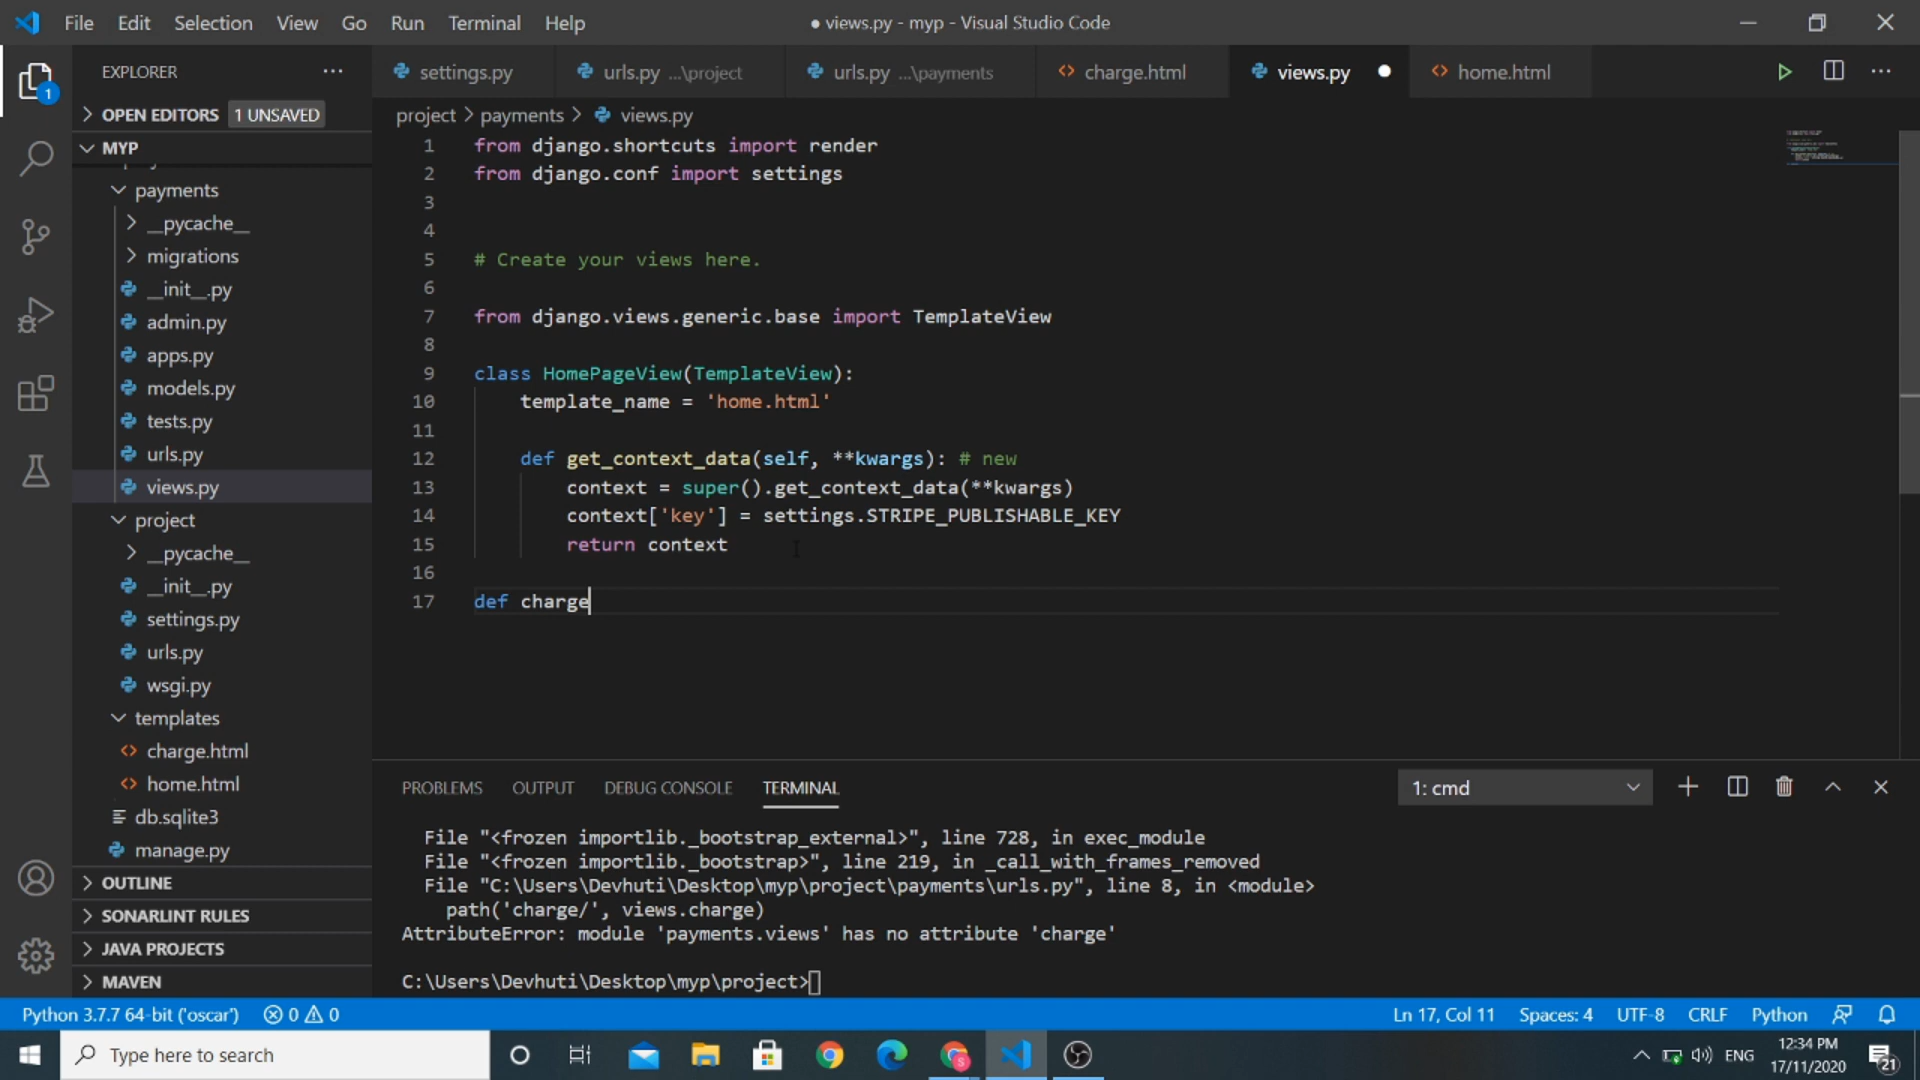 File Edit Selection View Go Run Terminal Help
● views.py - myp - Visual Studio Code
EXPLORER
settings.py
urls.py ...\project
urls.py ...\payments
charge.html
views.py
home.html
OPEN EDITORS 1 UNSAVED
1
MYP
payments
__pycache__
migrations
__init__.py
admin.py
apps.py
models.py
tests.py
urls.py
views.py
project
__pycache__
__init__.py
settings.py
urls.py
wsgi.py
templates
charge.html
home.html
db.sqlite3
manage.py
OUTLINE
SONARLINT RULES
JAVA PROJECTS
MAVEN
project > payments > views.py
1 from django.shortcuts import render
2 from django.conf import settings
3
4
5 # Create your views here.
6
7 from django.views.generic.base import TemplateView
8
9 class HomePageView(TemplateView):
10 template_name = 'home.html'
11
12 def get_context_data(self, **kwargs): # new
13 context = super().get_context_data(**kwargs)
14 context['key'] = settings.STRIPE_PUBLISHABLE_KEY
15 return context
16
17 def charge
PROBLEMS OUTPUT DEBUG CONSOLE TERMINAL 1: cmd
File "<frozen importlib._bootstrap_external>", line 728, in exec_module
File "<frozen importlib._bootstrap>", line 219, in _call_with_frames_removed
File "C:\Users\Devhuti\Desktop\myp\project\payments\urls.py", line 8, in <module>
path('charge/', views.charge)
AttributeError: module 'payments.views' has no attribute 'charge'
C:\Users\Devhuti\Desktop\myp\project>
Python 3.7.7 64-bit ('oscar') 0 0 Ln 17, Col 11 Spaces: 4 UTF-8 CRLF Python
Type here to search
ENG
12:34 PM
17/11/2020
21